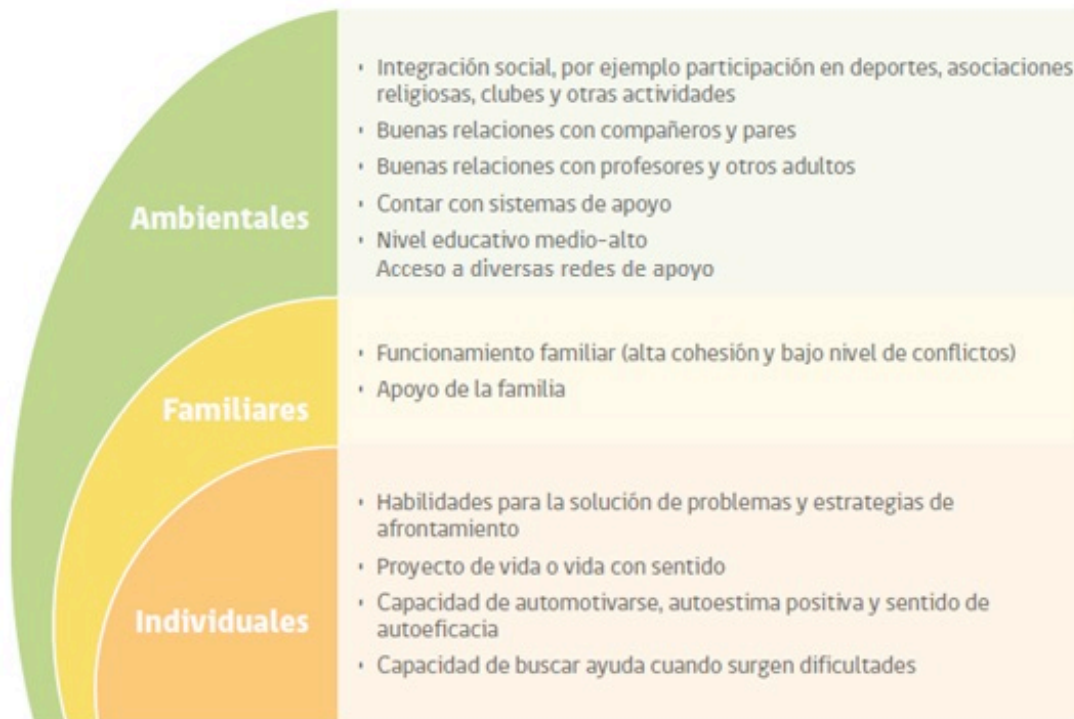 Ambientales
• Integración social, por ejemplo participación en deportes, asociaciones
religiosas, clubes y otras actividades
• Buenas relaciones con compañeros y pares
• Buenas relaciones con profesores y otros adultos
• Contar con sistemas de apoyo
• Nivel educativo medio-alto
Acceso a diversas redes de apoyo
Familiares
• Funcionamiento familiar (alta cohesión y bajo nivel de conflictos)
• Apoyo de la familia
Individuales
• Habilidades para la solución de problemas y estrategias de
afrontamiento
• Proyecto de vida o vida con sentido
• Capacidad de automotivarse, autoestima positiva y sentido de
autoeficacia
• Capacidad de buscar ayuda cuando surgen dificultades